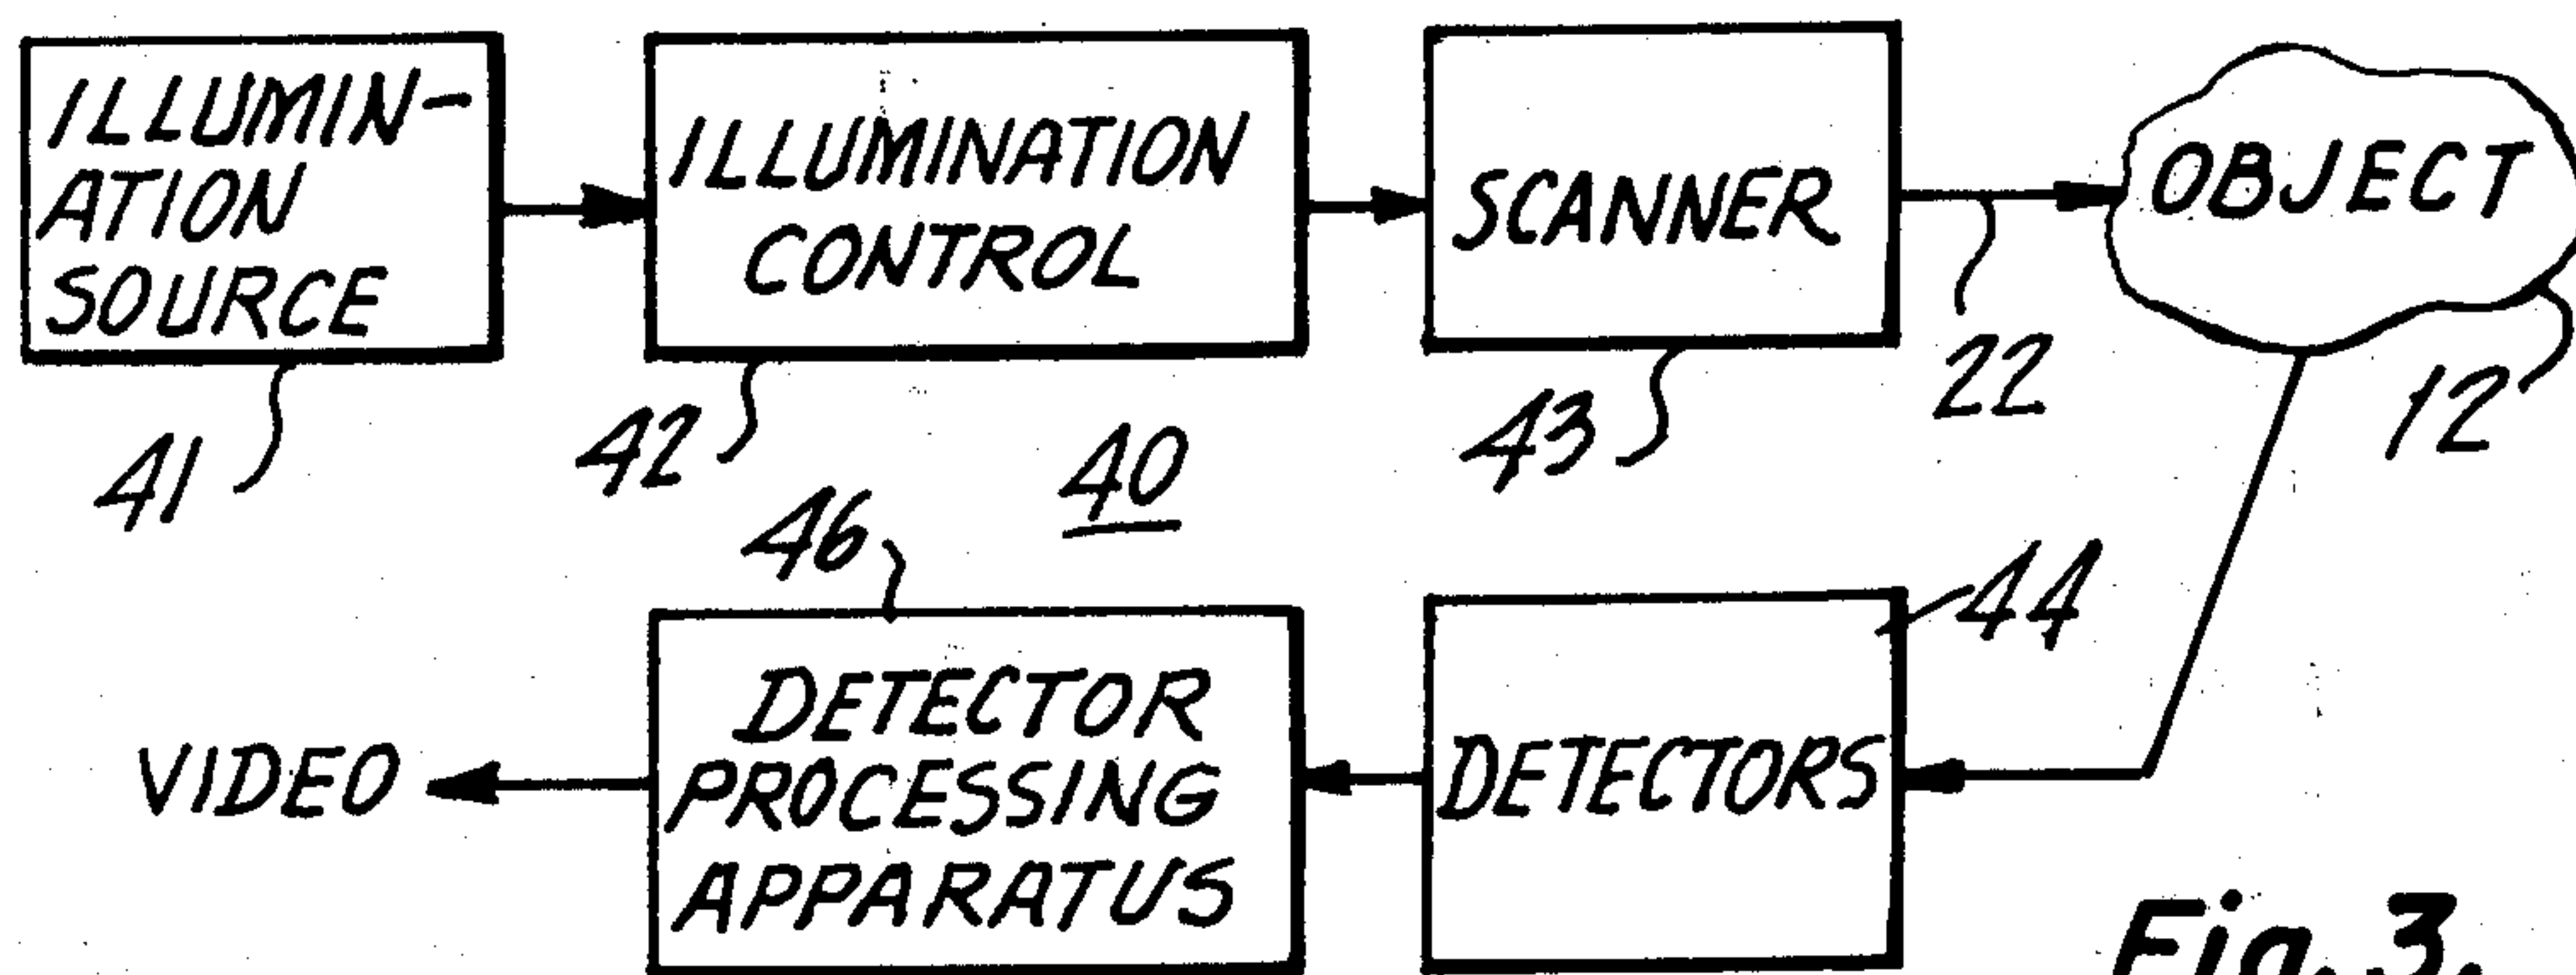 ILLUMIN-
ATION
SOURCE
ILLUMINATION
CONTROL
SCANNER
OBJECT
41
42
40
43
22
12
46
44
DETECTOR
PROCESSING
APPARATUS
DETECTORS
VIDEO
Fig. 3.